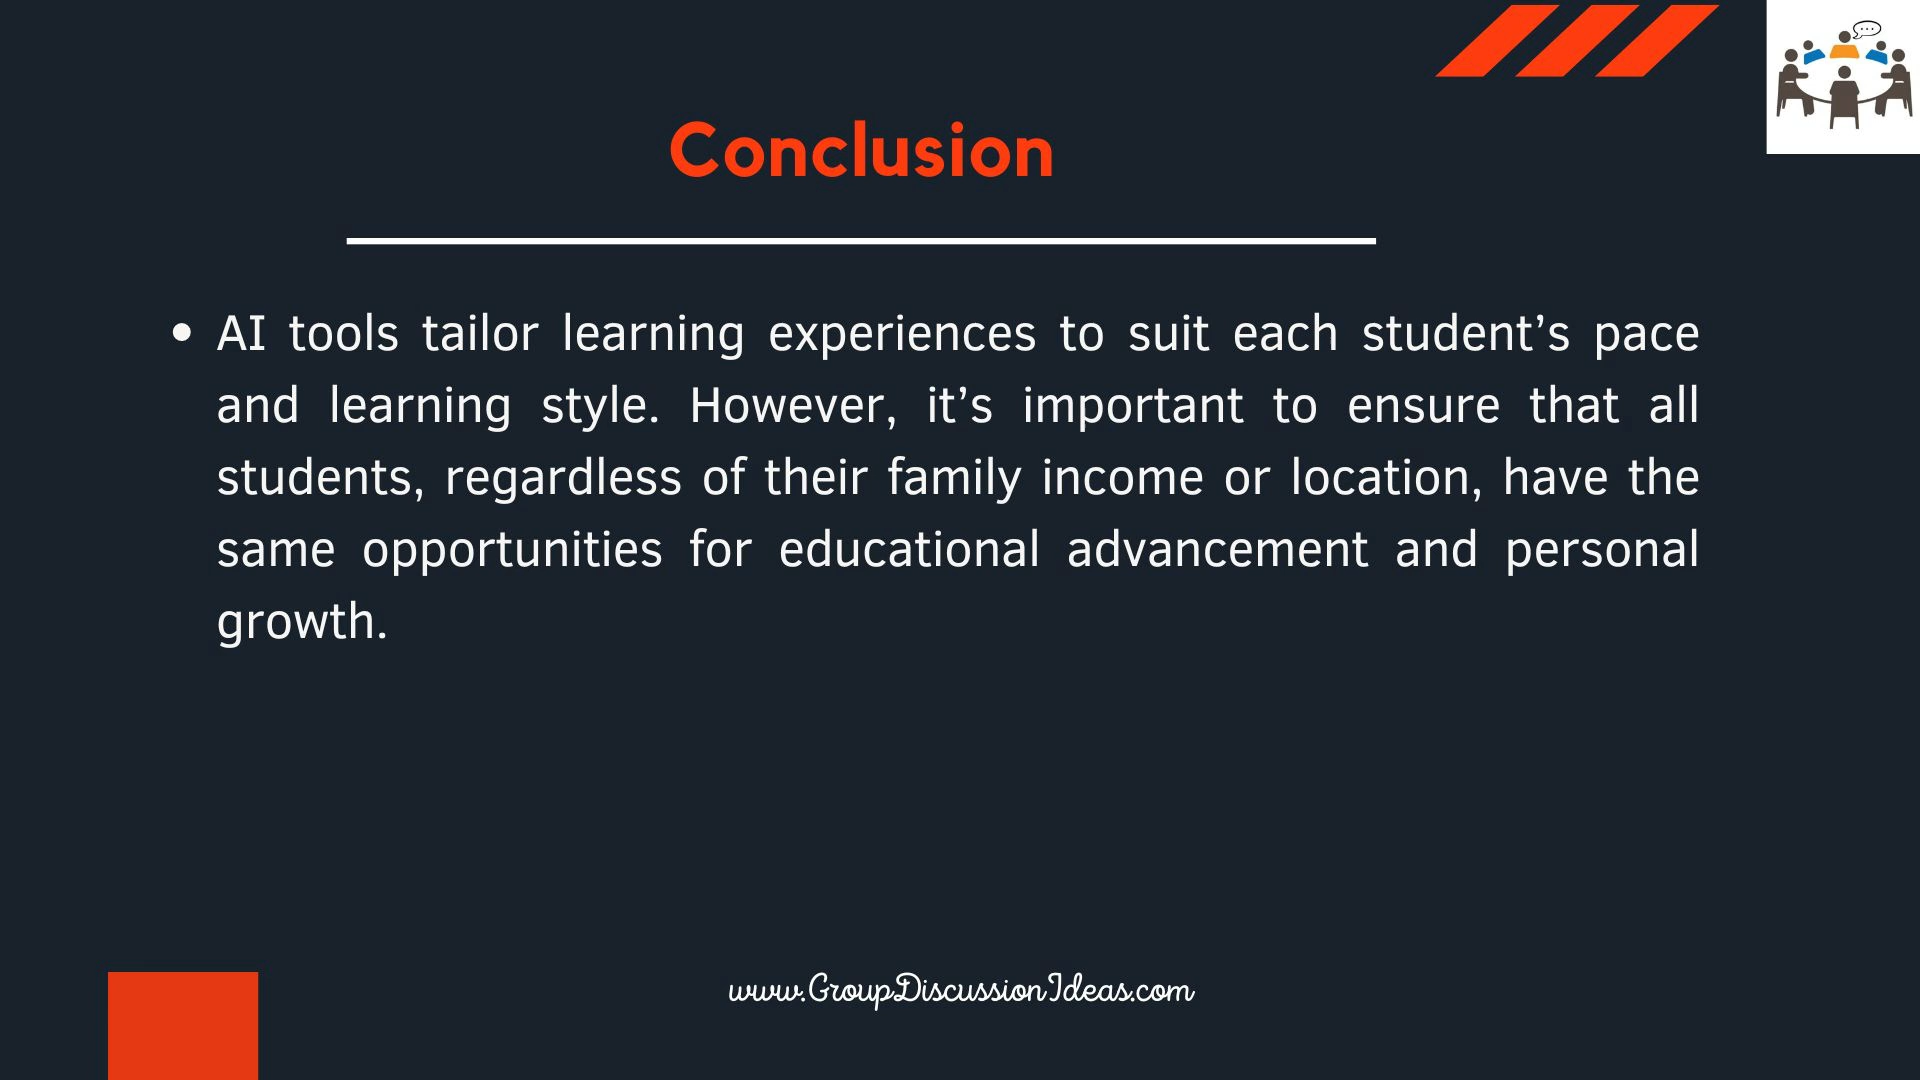 Conclusion
• AI tools tailor learning experiences to suit each student’s pace
and learning style. However, it’s important to ensure that all
students, regardless of their family income or location, have the
same opportunities for educational advancement and personal
growth.
www.GroupDiscussionIdeas.com